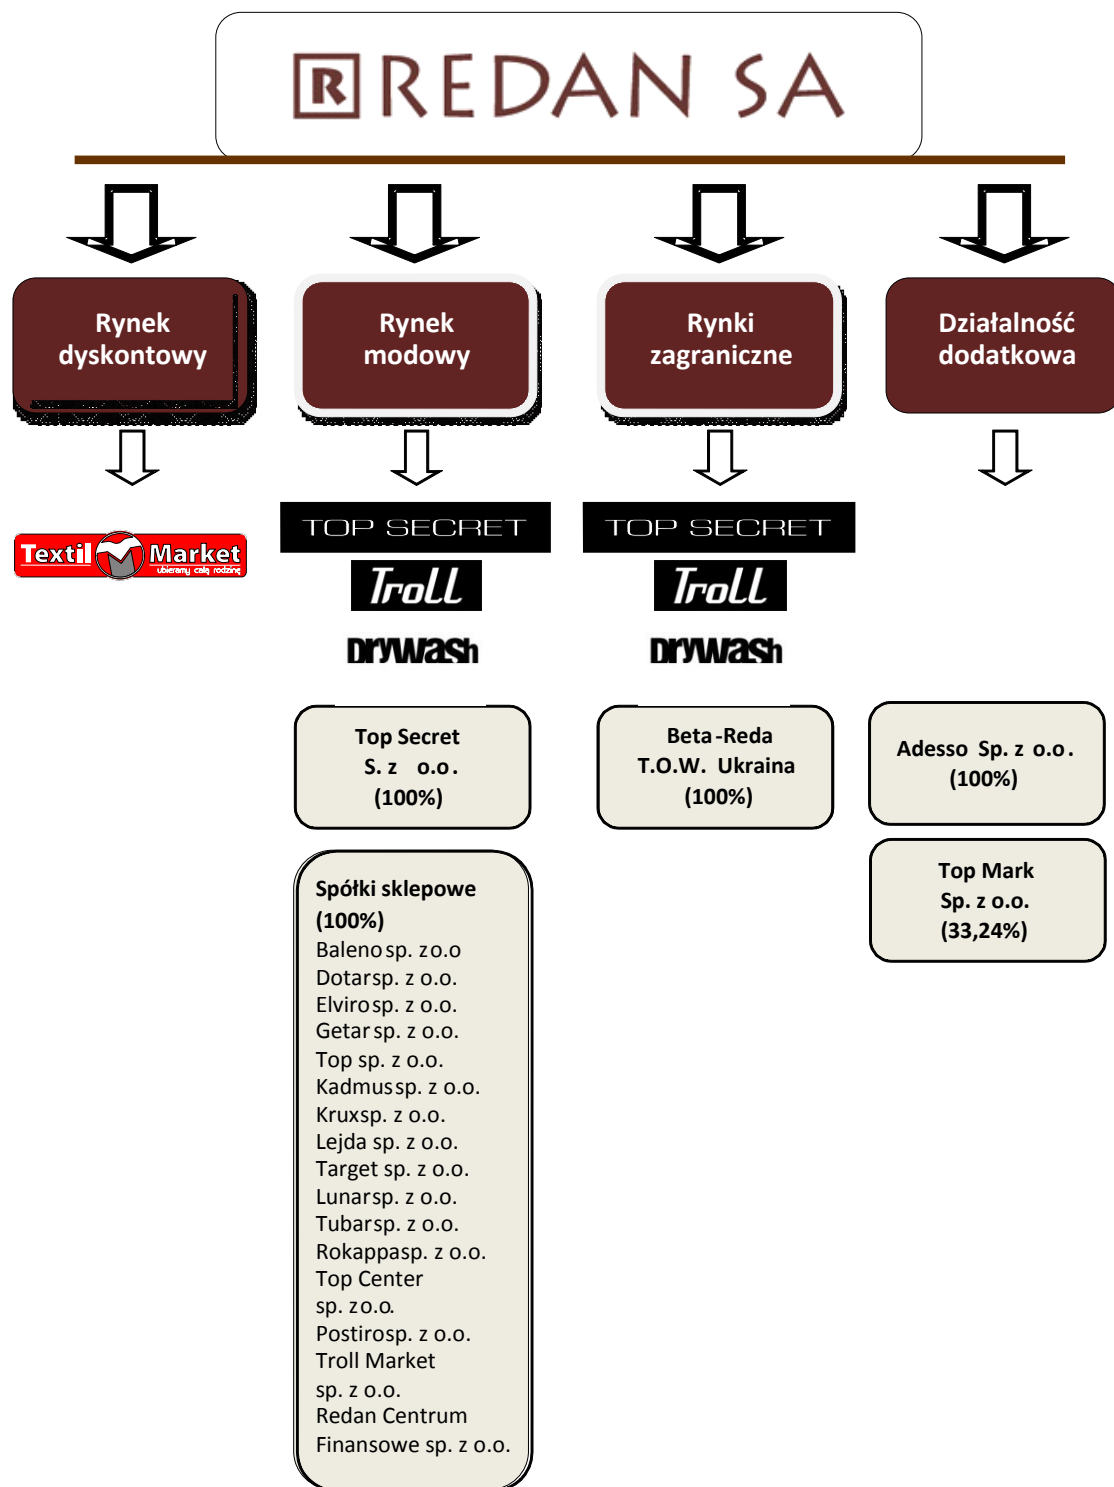 R REDAN SA
Rynek
dyskontowy
Rynek
modowy
Rynki
zagraniczne
Działalność
dodatkowa
Textil Market
ubieramy całą rodzinę
TOP SECRET
Troll
Drywash
TOP SECRET
Troll
Drywash
Top Secret
S. z o.o.
(100%)
Beta-Reda
T.O.W. Ukraina
(100%)
Adesso Sp. z o.o.
(100%)
Top Mark
Sp. z o.o.
(33,24%)
Spółki sklepowe
(100%)
Baleno sp. zo.o
Dotar sp. z o.o.
Elviro sp. z o.o.
Getar sp. z o.o.
Top sp. z o.o.
Kadmus sp. z o.o.
Krux sp. z o.o.
Lejda sp. z o.o.
Target sp. z o.o.
Lunar sp. z o.o.
Tubar sp. z o.o.
Rokappa sp. z o.o.
Top Center
sp. zo.o.
Postiro sp. z o.o.
Troll Market
sp. z o.o.
Redan Centrum
Finansowe sp. z o.o.